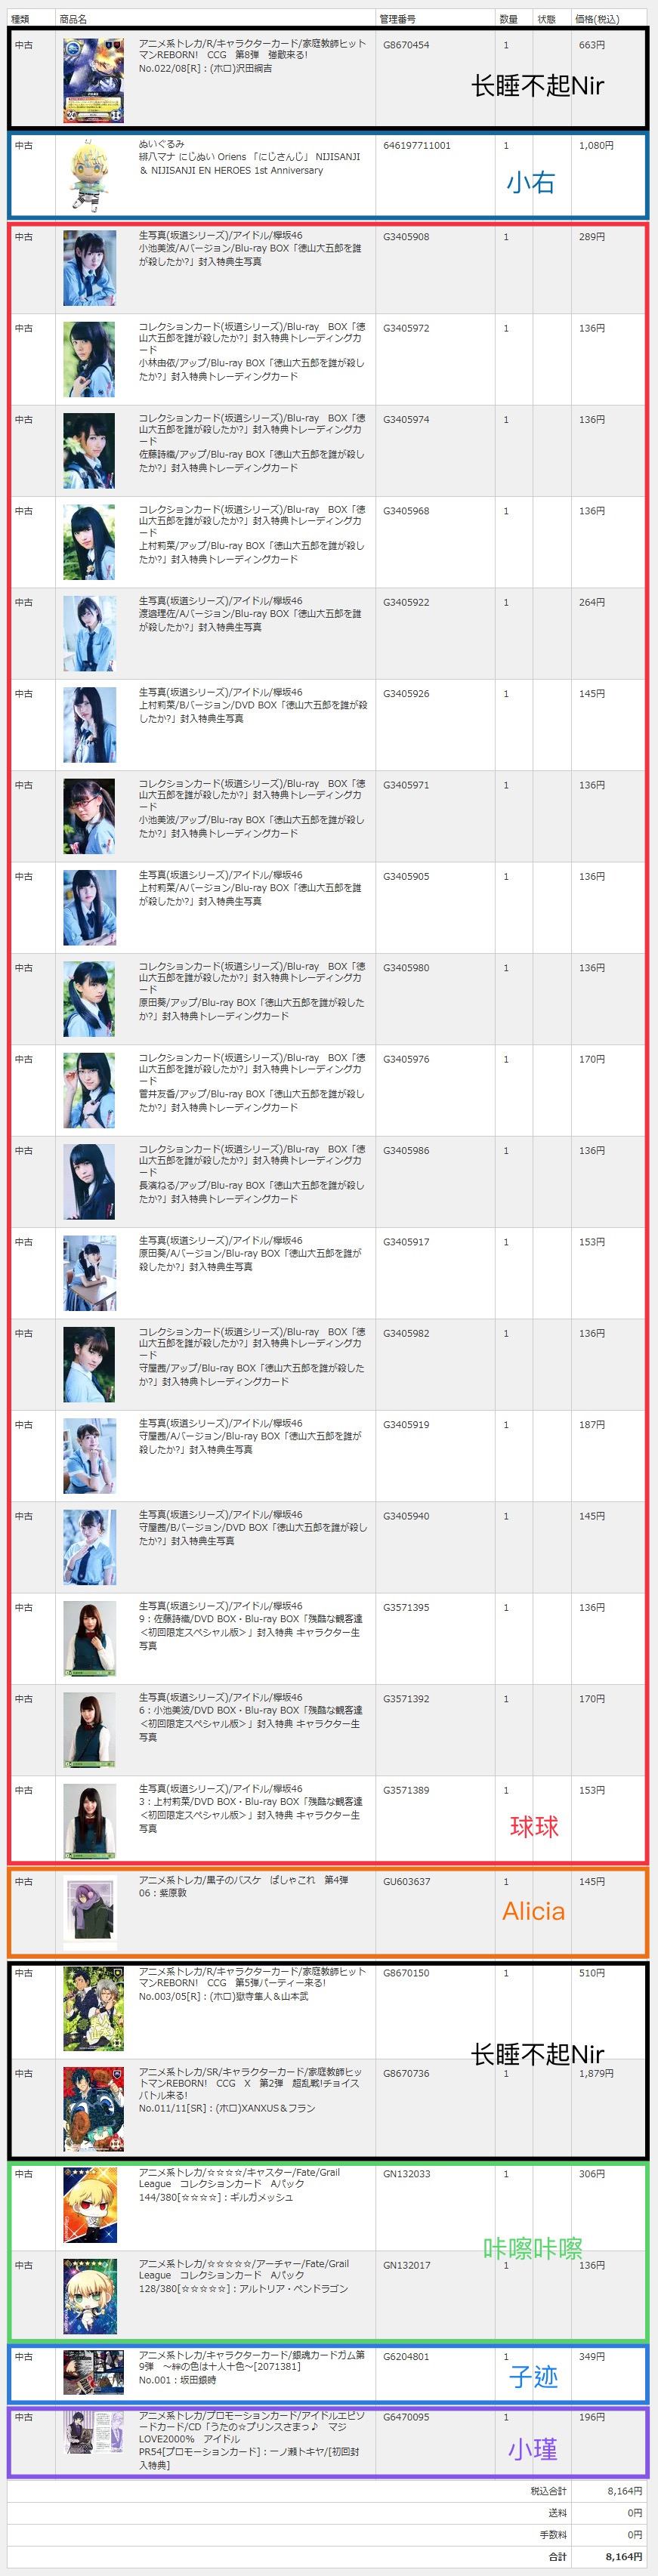 種類 商品名 管理番号 数量 状態 価格(税込)
中古 アニメ系トレカ/R/キャラクターカード/家庭教師ヒット G8670454 1 663円
マンREBORN! CCG 第8弾 強敵来る!
No.022/08[R]：(ホロ)沢田綱吉
长睡不起Nir
中古 ぬいぐるみ 646197711001 1 1,080円
緋八マナ にじぬい Oriens 「にじさんじ」 NIJISANJI
& NIJISANJI EN HEROES 1st Anniversary
小右
中古 生写真(坂道シリーズ)/アイドル/欅坂46 G3405908 1 289円
小池美波/Aバージョン/Blu-ray BOX「徳山大五郎を誰
が殺したか?」封入特典生写真
中古 コレクションカード(坂道シリーズ)/Blu-ray BOX「徳 G3405972 1 136円
山大五郎を誰が殺したか?」封入特典トレーディングカ
ード
小林由依/アップ/Blu-ray BOX「徳山大五郎を誰が殺し
たか?」封入特典トレーディングカード
中古 コレクションカード(坂道シリーズ)/Blu-ray BOX「徳 G3405974 1 136円
山大五郎を誰が殺したか?」封入特典トレーディングカ
ード
佐藤詩織/アップ/Blu-ray BOX「徳山大五郎を誰が殺し
たか?」封入特典トレーディングカード
中古 コレクションカード(坂道シリーズ)/Blu-ray BOX「徳 G3405968 1 136円
山大五郎を誰が殺したか?」封入特典トレーディングカ
ード
上村莉菜/アップ/Blu-ray BOX「徳山大五郎を誰が殺し
たか?」封入特典トレーディングカード
中古 生写真(坂道シリーズ)/アイドル/欅坂46 G3405922 1 264円
渡邉理佐/Aバージョン/Blu-ray BOX「徳山大五郎を誰
が殺したか?」封入特典生写真
中古 生写真(坂道シリーズ)/アイドル/欅坂46 G3405926 1 145円
上村莉菜/Bバージョン/DVD BOX「徳山大五郎を誰が殺
したか?」封入特典生写真
中古 コレクションカード(坂道シリーズ)/Blu-ray BOX「徳 G3405971 1 136円
山大五郎を誰が殺したか?」封入特典トレーディングカ
ード
小池美波/アップ/Blu-ray BOX「徳山大五郎を誰が殺し
たか?」封入特典トレーディングカード
中古 生写真(坂道シリーズ)/アイドル/欅坂46 G3405905 1 136円
上村莉菜/Aバージョン/Blu-ray BOX「徳山大五郎を誰
が殺したか?」封入特典生写真
中古 コレクションカード(坂道シリーズ)/Blu-ray BOX「徳 G3405980 1 136円
山大五郎を誰が殺したか?」封入特典トレーディングカ
ード
原田葵/アップ/Blu-ray BOX「徳山大五郎を誰が殺した
か?」封入特典トレーディングカード
中古 コレクションカード(坂道シリーズ)/Blu-ray BOX「徳 G3405976 1 170円
山大五郎を誰が殺したか?」封入特典トレーディングカ
ード
菅井友香/アップ/Blu-ray BOX「徳山大五郎を誰が殺し
たか?」封入特典トレーディングカード
中古 コレクションカード(坂道シリーズ)/Blu-ray BOX「徳 G3405986 1 136円
山大五郎を誰が殺したか?」封入特典トレーディングカ
ード
長濱ねる/アップ/Blu-ray BOX「徳山大五郎を誰が殺し
たか?」封入特典トレーディングカード
中古 生写真(坂道シリーズ)/アイドル/欅坂46 G3405917 1 153円
原田葵/Aバージョン/Blu-ray BOX「徳山大五郎を誰が
殺したか?」封入特典生写真
中古 コレクションカード(坂道シリーズ)/Blu-ray BOX「徳 G3405982 1 136円
山大五郎を誰が殺したか?」封入特典トレーディングカ
ード
守屋茜/アップ/Blu-ray BOX「徳山大五郎を誰が殺した
か?」封入特典トレーディングカード
中古 生写真(坂道シリーズ)/アイドル/欅坂46 G3405919 1 187円
守屋茜/Aバージョン/Blu-ray BOX「徳山大五郎を誰が
殺したか?」封入特典生写真
中古 生写真(坂道シリーズ)/アイドル/欅坂46 G3405940 1 145円
守屋茜/Bバージョン/DVD BOX「徳山大五郎を誰が殺し
たか?」封入特典生写真
中古 生写真(坂道シリーズ)/アイドル/欅坂46 G3571395 1 136円
9：佐藤詩織/DVD BOX・Blu-ray BOX「残酷な観客達
＜初回限定スペシャル版＞」封入特典 キャラクター生
写真
中古 生写真(坂道シリーズ)/アイドル/欅坂46 G3571392 1 170円
6：小池美波/DVD BOX・Blu-ray BOX「残酷な観客達
＜初回限定スペシャル版＞」封入特典 キャラクター生
写真
中古 生写真(坂道シリーズ)/アイドル/欅坂46 G3571389 1 153円
3：上村莉菜/DVD BOX・Blu-ray BOX「残酷な観客達
＜初回限定スペシャル版＞」封入特典 キャラクター生
写真
球球
中古 アニメ系トレカ/黒子のバスケ ぱしゃこれ 第4弾 GU603637 1 145円
06：紫原敦
Alicia
中古 アニメ系トレカ/R/キャラクターカード/家庭教師ヒット G8670150 1 510円
マンREBORN! CCG 第5弾パーティー来る!
No.003/05[R]：(ホロ)獄寺隼人＆山本武
长睡不起Nir
中古 アニメ系トレカ/SR/キャラクターカード/家庭教師ヒッ G8670736 1 1,879円
トマンREBORN! CCG X 第2弾 超乱戦!チョイス
バトル来る!
No.011/11[SR]：(ホロ)XANXUS＆フラン
中古 アニメ系トレカ/☆☆☆☆/キャスター/Fate/Grail GN132033 1 306円
League コレクションカード Aパック
144/380[☆☆☆☆]：ギルガメッシュ
咔嚓咔嚓
中古 アニメ系トレカ/☆☆☆☆☆/アーチャー/Fate/Grail GN132017 1 136円
League コレクションカード Aパック
128/380[☆☆☆☆☆]：アルトリア・ペンドラゴン
中古 アニメ系トレカ/キャラクターカード/銀魂カードガム第 G6204801 1 349円
9弾 ～絆の色は十人十色～[2071381]
No.001：坂田銀時
子迹
中古 アニメ系トレカ/プロモーションカード/アイドルエピソ G6470095 1 196円
ードカード/CD「うたの☆プリンスさまっ♪ マジ
LOVE2000% アイドル
PR54[プロモーションカード]：一ノ瀬トキヤ/[初回封
入特典]
小瑾
税込合計 8,164円
送料 0円
手数料 0円
合計 8,164円